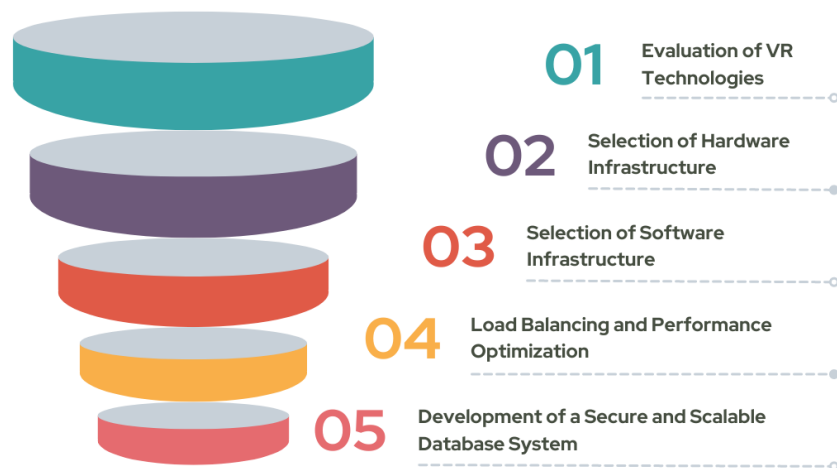 01
Evaluation of VR
Technologies
02
Selection of Hardware
Infrastructure
03
Selection of Software
Infrastructure
04
Load Balancing and Performance
Optimization
05
Development of a Secure and Scalable
Database System